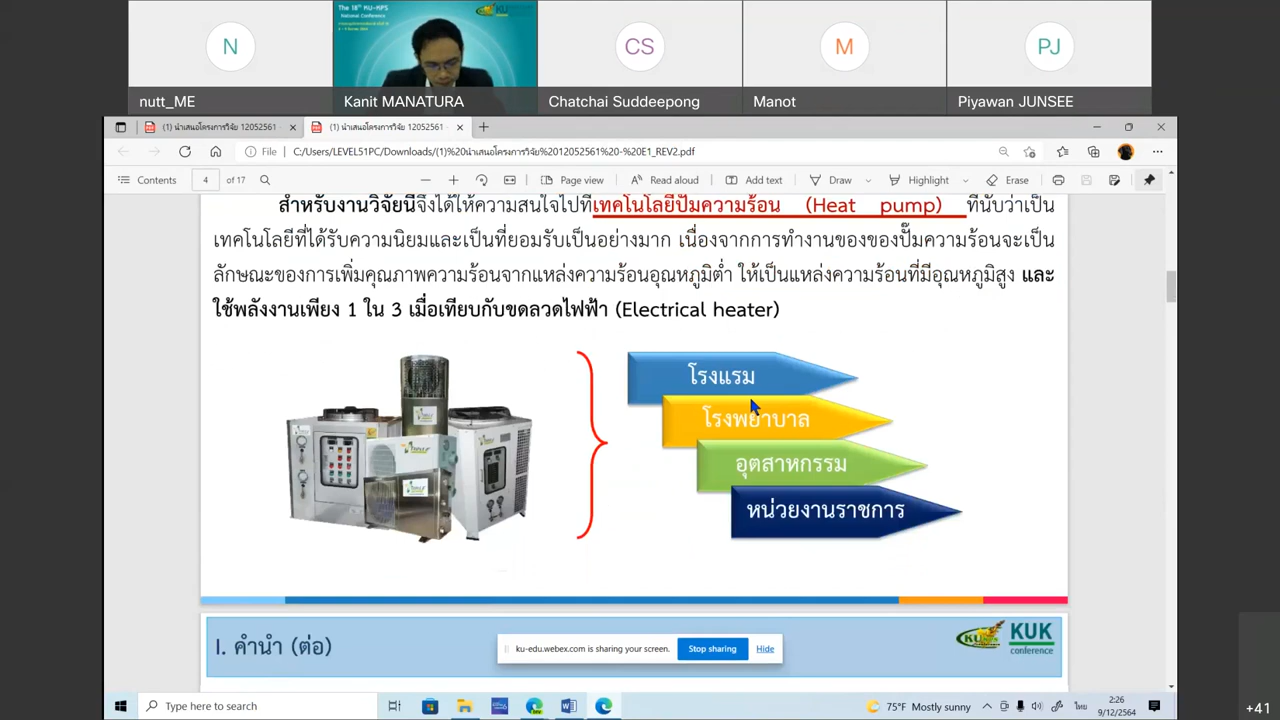 The 18th KU-KPS
National Conference
KUK
N
CS
M
PJ
nutt_ME
Kanit MANATURA
Chatchai Suddeepong
Manot
Piyawan JUNSEE
(1) นำเสนอโครงการวิจัย 12052561
(1) นำเสนอโครงการวิจัย 12052561
File
C:/Users/LEVEL51PC/Downloads/(1)%20นำเสนอโครงการวิจัย%2012052561%20-%20E1_REV2.pdf
Contents
4
of 17
Page view
Read aloud
Add text
Draw
Highlight
Erase
สำหรับงานวิจัยนี้จึงได้ให้ความสนใจไปที่เทคโนโลยีปั๊มความร้อน (Heat pump) ที่นับว่าเป็น
เทคโนโลยีที่ได้รับความนิยมและเป็นที่ยอมรับเป็นอย่างมาก เนื่องจากการทำงานของของปั๊มความร้อนจะเป็น
ลักษณะของการเพิ่มคุณภาพความร้อนจากแหล่งความร้อนอุณหภูมิต่ำ ให้เป็นแหล่งความร้อนที่มีอุณหภูมิสูง และ
ใช้พลังงานเพียง 1 ใน 3 เมื่อเทียบกับขดลวดไฟฟ้า (Electrical heater)
โรงแรม
โรงพยาบาล
อุตสาหกรรม
หน่วยงานราชการ
I. คำนำ (ต่อ)
KUK
conference
ku-edu.webex.com is sharing your screen.
Stop sharing
Hide
Type here to search
75°F Mostly sunny
ไทย
2:26
9/12/2564
+41